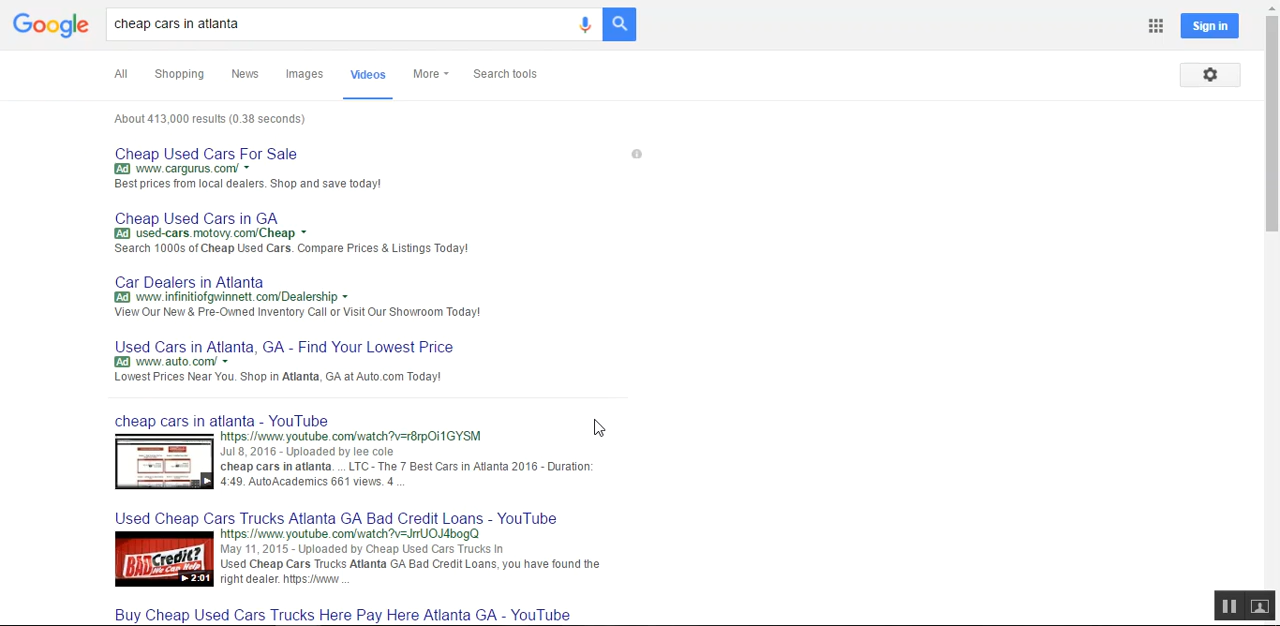 Google
cheap cars in atlanta
Sign in
All Shopping News Images Videos More Search tools
About 413,000 results (0.38 seconds)
Cheap Used Cars For Sale
Ad www.cargurus.com/
Best prices from local dealers. Shop and save today!
Cheap Used Cars in GA
Ad used-cars.motovy.com/Cheap
Search 1000s of Cheap Used Cars. Compare Prices & Listings Today!
Car Dealers in Atlanta
Ad www.infinitiofgwinnett.com/Dealership
View Our New & Pre-Owned Inventory Call or Visit Our Showroom Today!
Used Cars in Atlanta, GA - Find Your Lowest Price
Ad www.auto.com/
Lowest Prices Near You. Shop in Atlanta, GA at Auto.com Today!
cheap cars in atlanta - YouTube
https://www.youtube.com/watch?v=r8rpOi1GYSM
Jul 8, 2016 - Uploaded by lee cole
cheap cars in atlanta. ... LTC - The 7 Best Cars in Atlanta 2016 - Duration:
4:49. AutoAcademics 661 views. 4 ...
Used Cheap Cars Trucks Atlanta GA Bad Credit Loans - YouTube
https://www.youtube.com/watch?v=JrrUOJ4bogQ
May 11, 2015 - Uploaded by Cheap Used Cars Trucks In
Used Cheap Cars Trucks Atlanta GA Bad Credit Loans, you have found the
right dealer. https://www ...
BAD Credit?
We Can Help
2:01
Buy Cheap Used Cars Trucks Here Pay Here Atlanta GA - YouTube